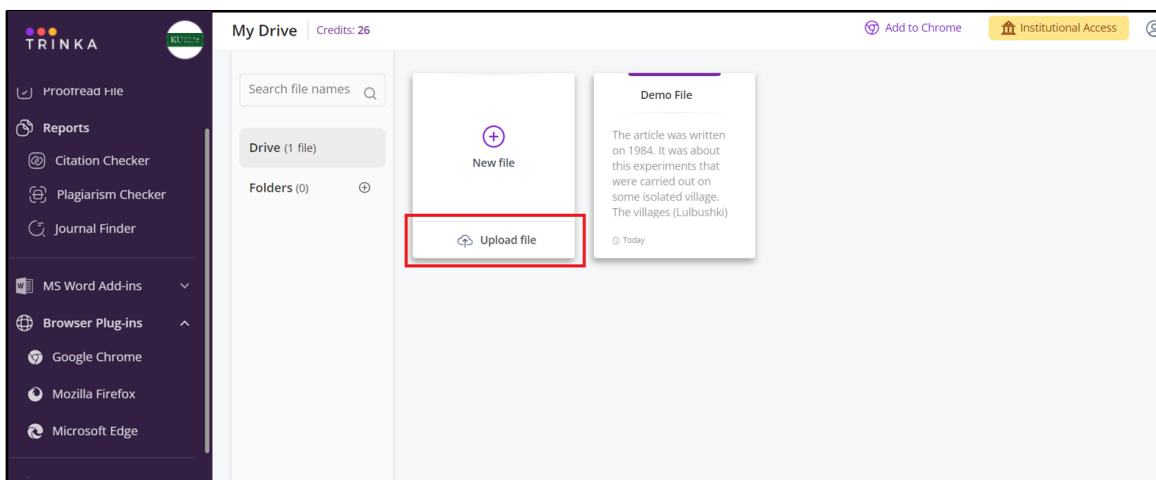 TRINKA
KU
Proofread File
Reports
Citation Checker
Plagiarism Checker
Journal Finder
MS Word Add-ins
Browser Plug-ins
Google Chrome
Mozilla Firefox
Microsoft Edge
My Drive
Credits: 26
Add to Chrome
Institutional Access
Search file names
Drive (1 file)
Folders (0)
New file
Upload file
Demo File
The article was written
on 1984. It was about
this experiments that
were carried out on
some isolated village.
The villages (Lulbushki)
Today